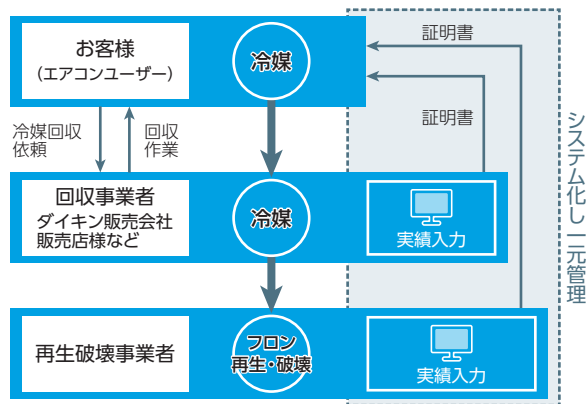 お客様
(エアコンユーザー)
冷媒
証明書
証明書
冷媒回収
依頼
回収
作業
回収事業者
ダイキン販売会社
販売店様など
冷媒
実績入力
再生破壊事業者
フロン
再生・破壊
実績入力
システム化し一元管理